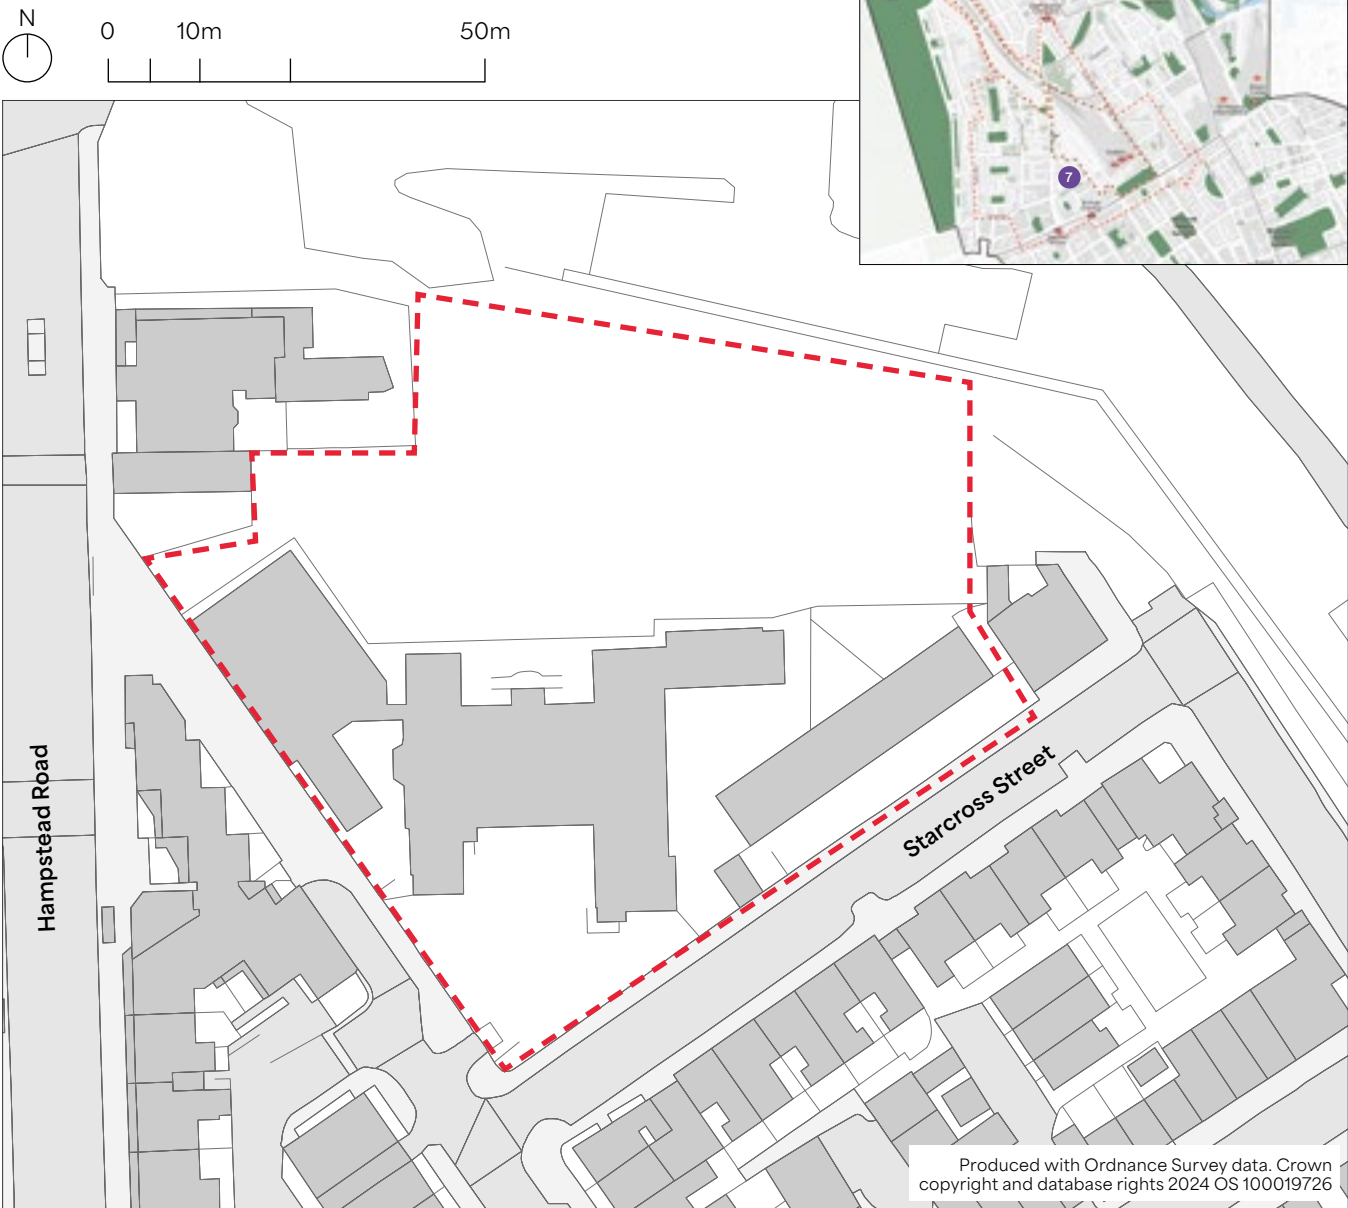 N
0 10m 50m
7
Hampstead Road
Starcross Street
Produced with Ordnance Survey data. Crown
copyright and database rights 2024 OS 100019726